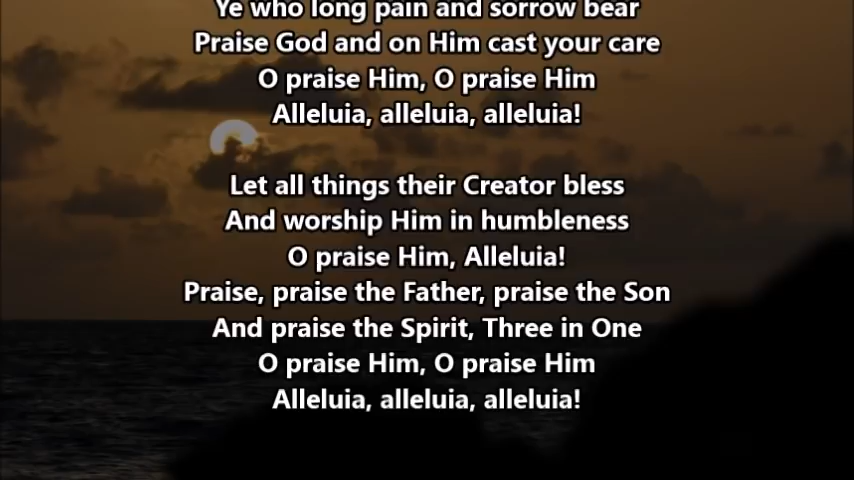 Ye who long pain and sorrow bear
Praise God and on Him cast your care
O praise Him, O praise Him
Alleluia, alleluia, alleluia!
Let all things their Creator bless
And worship Him in humbleness
O praise Him, Alleluia!
Praise, praise the Father, praise the Son
And praise the Spirit, Three in One
O praise Him, O praise Him
Alleluia, alleluia, alleluia!